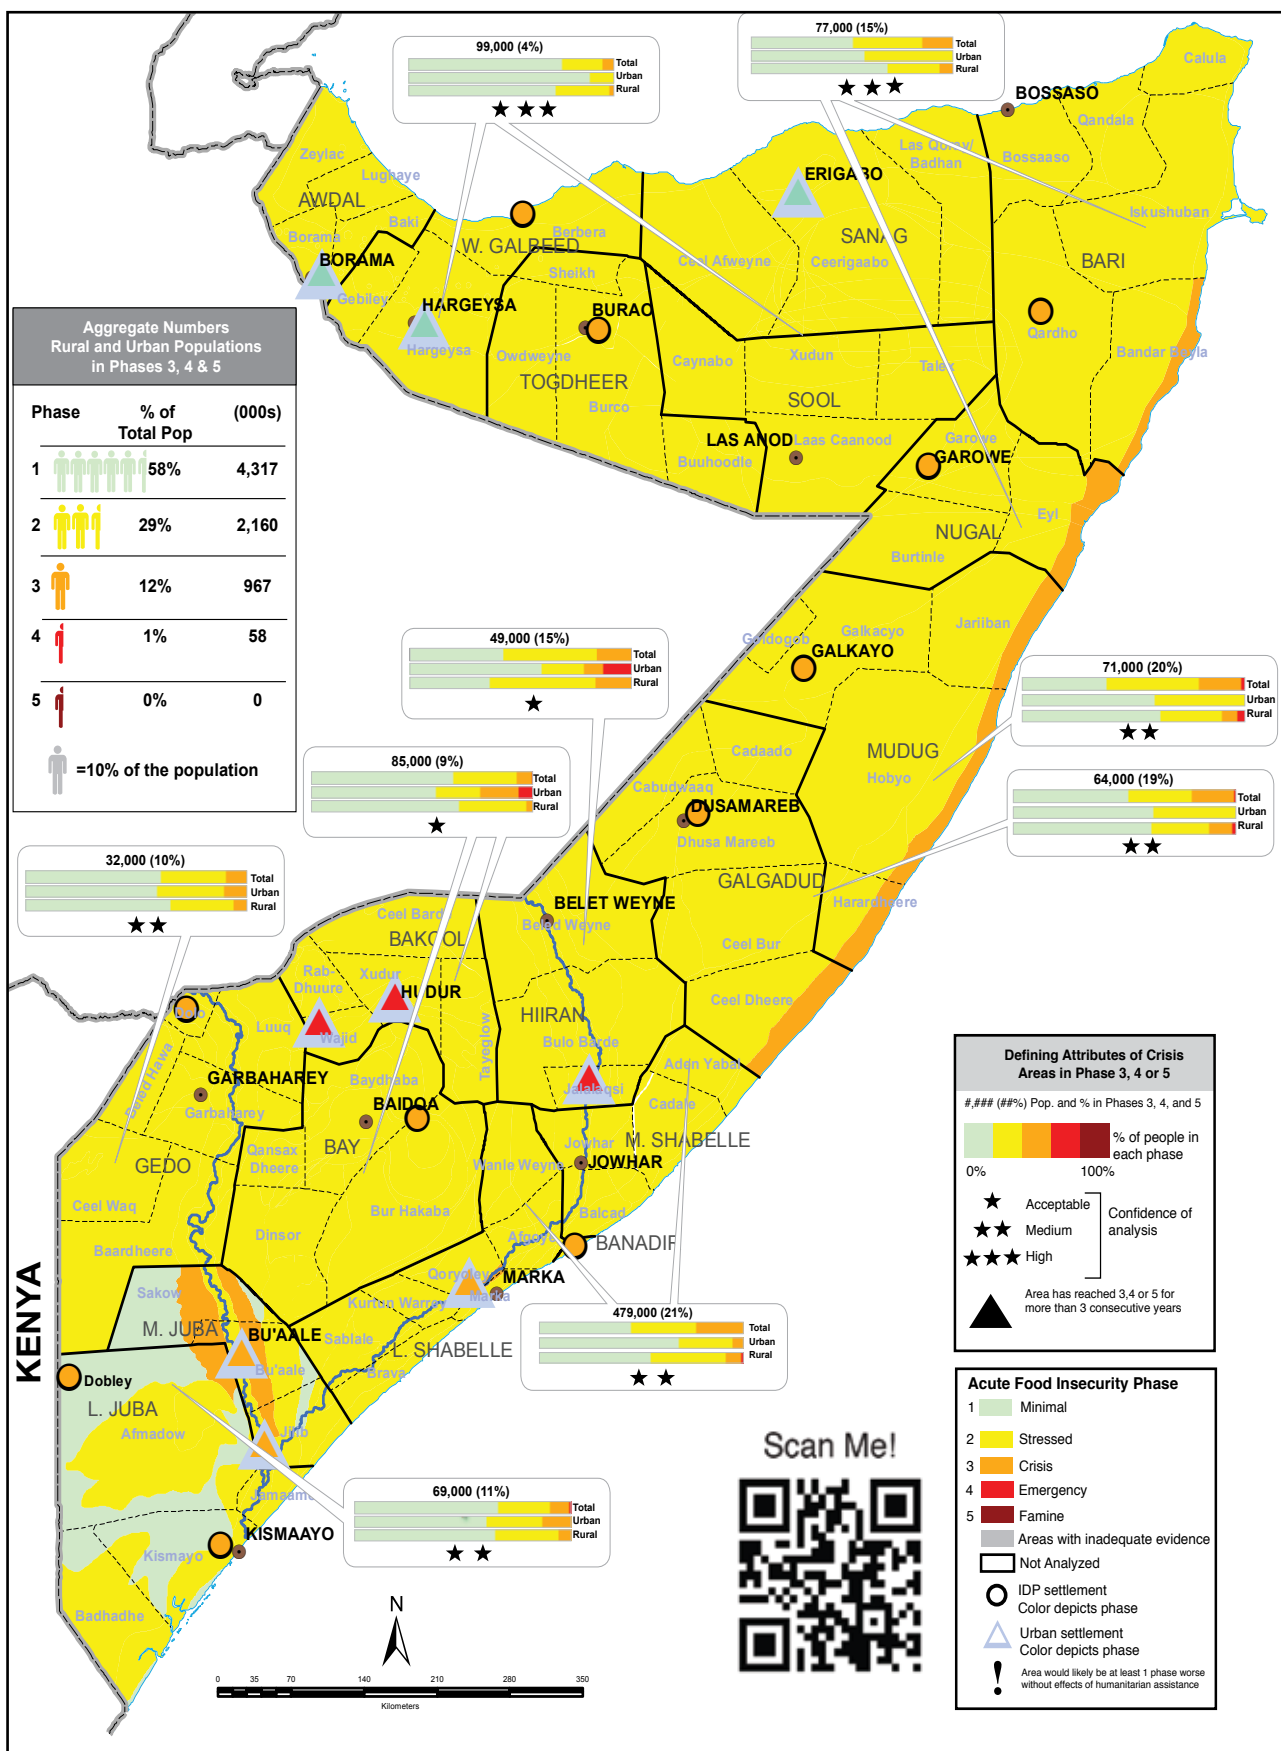 99,000 (4%)
Total
Urban
Rural
77,000 (15%)
Total
Urban
Rural
Calula
BOSSASO
Qandala
Las Qoray/
Badhan
Bossaaso
Zeylac
Lughaye
ERIGABO
AWDAL
Baki
Iskushuban
Berbera
SANAG
Borama
W. GALBEED
BORAMA
Ceel Afweyne
Ceerigaabo
BARI
Sheikh
Gebiley
HARGEYSA
BURAO
Qardho
Hargeysa
Owdweyne
Caynabo
Xudun
Talex
Bandar Beyla
TOGDHEER
Burco
SOOL
LAS ANOD
Laas Caanood
Garowe
GAROWE
Buuhoodle
Eyl
NUGAL
Burtinle
Aggregate Numbers
Rural and Urban Populations
in Phases 3, 4 & 5
Phase % of (000s)
Total Pop
1 58% 4,317
2 29% 2,160
3 12% 967
4 1% 58
5 0% 0
=10% of the population
Goldogob
Galkacyo
Jariiban
GALKAYO
49,000 (15%)
Total
Urban
Rural
71,000 (20%)
Total
Urban
Rural
MUDUG
Hobyo
Cadaado
Cabudwaaq
DUSAMAREB
Dhusa Mareeb
85,000 (9%)
Total
Urban
Rural
64,000 (19%)
Total
Urban
Rural
32,000 (10%)
Total
Urban
Rural
GALGADUD
Harardheere
BELET WEYNE
Beled Weyne
Ceel Bur
Ceel Barde
BAKOOL
Rab-
Dhuure
Xudur
HUDUR
Ceel Dheere
Dolo
Luuq
Wajid
HIIRAN
Bulo Barde
Tayeglow
Beled Hawa
GARBAHAREY
Garbaharey
Baydhaba
BAIDOA
Jalalaqsi
Aden Yabal
Cadale
Qansax
Dheere
BAY
M. SHABELLE
Jowhar
JOWHAR
Wanle Weyne
GEDO
Ceel Waq
Bur Hakaba
Balcad
Dinsor
Afgoye
BANADIR
Baardheere
Qoryoley
MARKA
Marka
Sakow
Kurtun Warrey
M. JUBA
BU'AALE
Bu'aale
Sablale
L. SHABELLE
Brava
KENYA
Dobley
L. JUBA
Afmadow
Jilib
Jamaame
479,000 (21%)
Total
Urban
Rural
69,000 (11%)
Total
Urban
Rural
KISMAAYO
Kismayo
Badhadhe
N
0 35 70 140 210 280 350
Kilometers
Scan Me!
Defining Attributes of Crisis
Areas in Phase 3, 4 or 5
#,### (##%) Pop. and % in Phases 3, 4, and 5
% of people in
each phase
0% 100%
Acceptable
Medium
High
Confidence of
analysis
Area has reached 3,4 or 5 for
more than 3 consecutive years
Acute Food Insecurity Phase
1 Minimal
2 Stressed
3 Crisis
4 Emergency
5 Famine
Areas with inadequate evidence
Not Analyzed
IDP settlement
Color depicts phase
Urban settlement
Color depicts phase
! Area would likely be at least 1 phase worse
without effects of humanitarian assistance